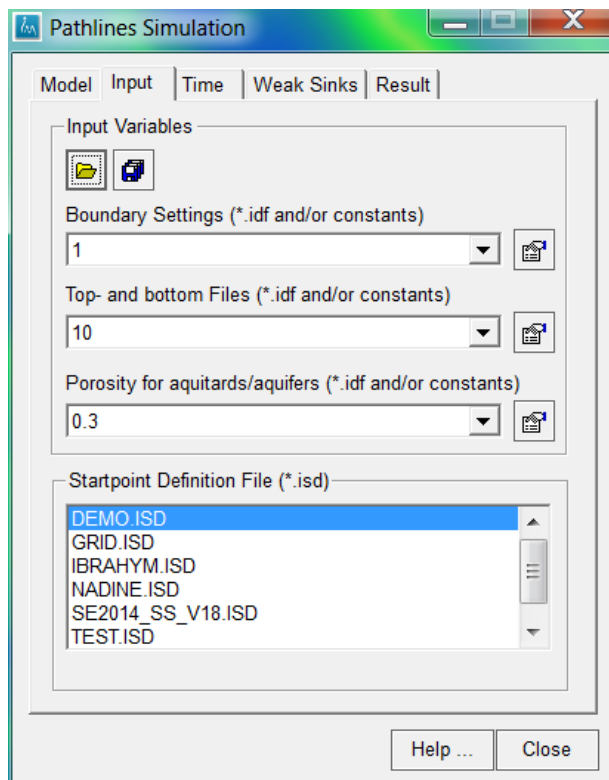 Pathlines Simulation
Model Input Time Weak Sinks Result
Input Variables
Boundary Settings (*.idf and/or constants)
1
Top- and bottom Files (*.idf and/or constants)
10
Porosity for aquitards/aquifers (*.idf and/or constants)
0.3
Startpoint Definition File (*.isd)
DEMO.ISD
GRID.ISD
IBRAHYM.ISD
NADINE.ISD
SE2014_SS_V18.ISD
TEST.ISD
Help ... Close